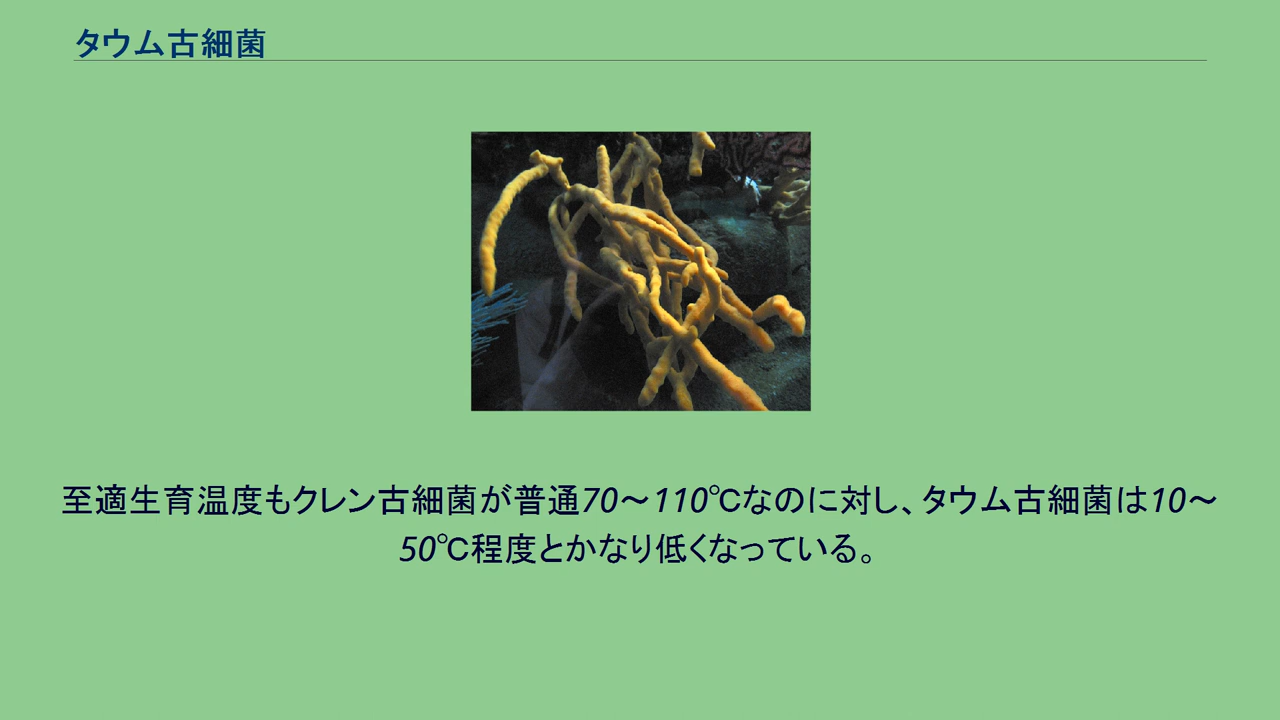 タウム古細菌
至適生育温度もクレン古細菌が普通70～110℃なのに対し、タウム古細菌は10～
50℃程度とかなり低くなっている。